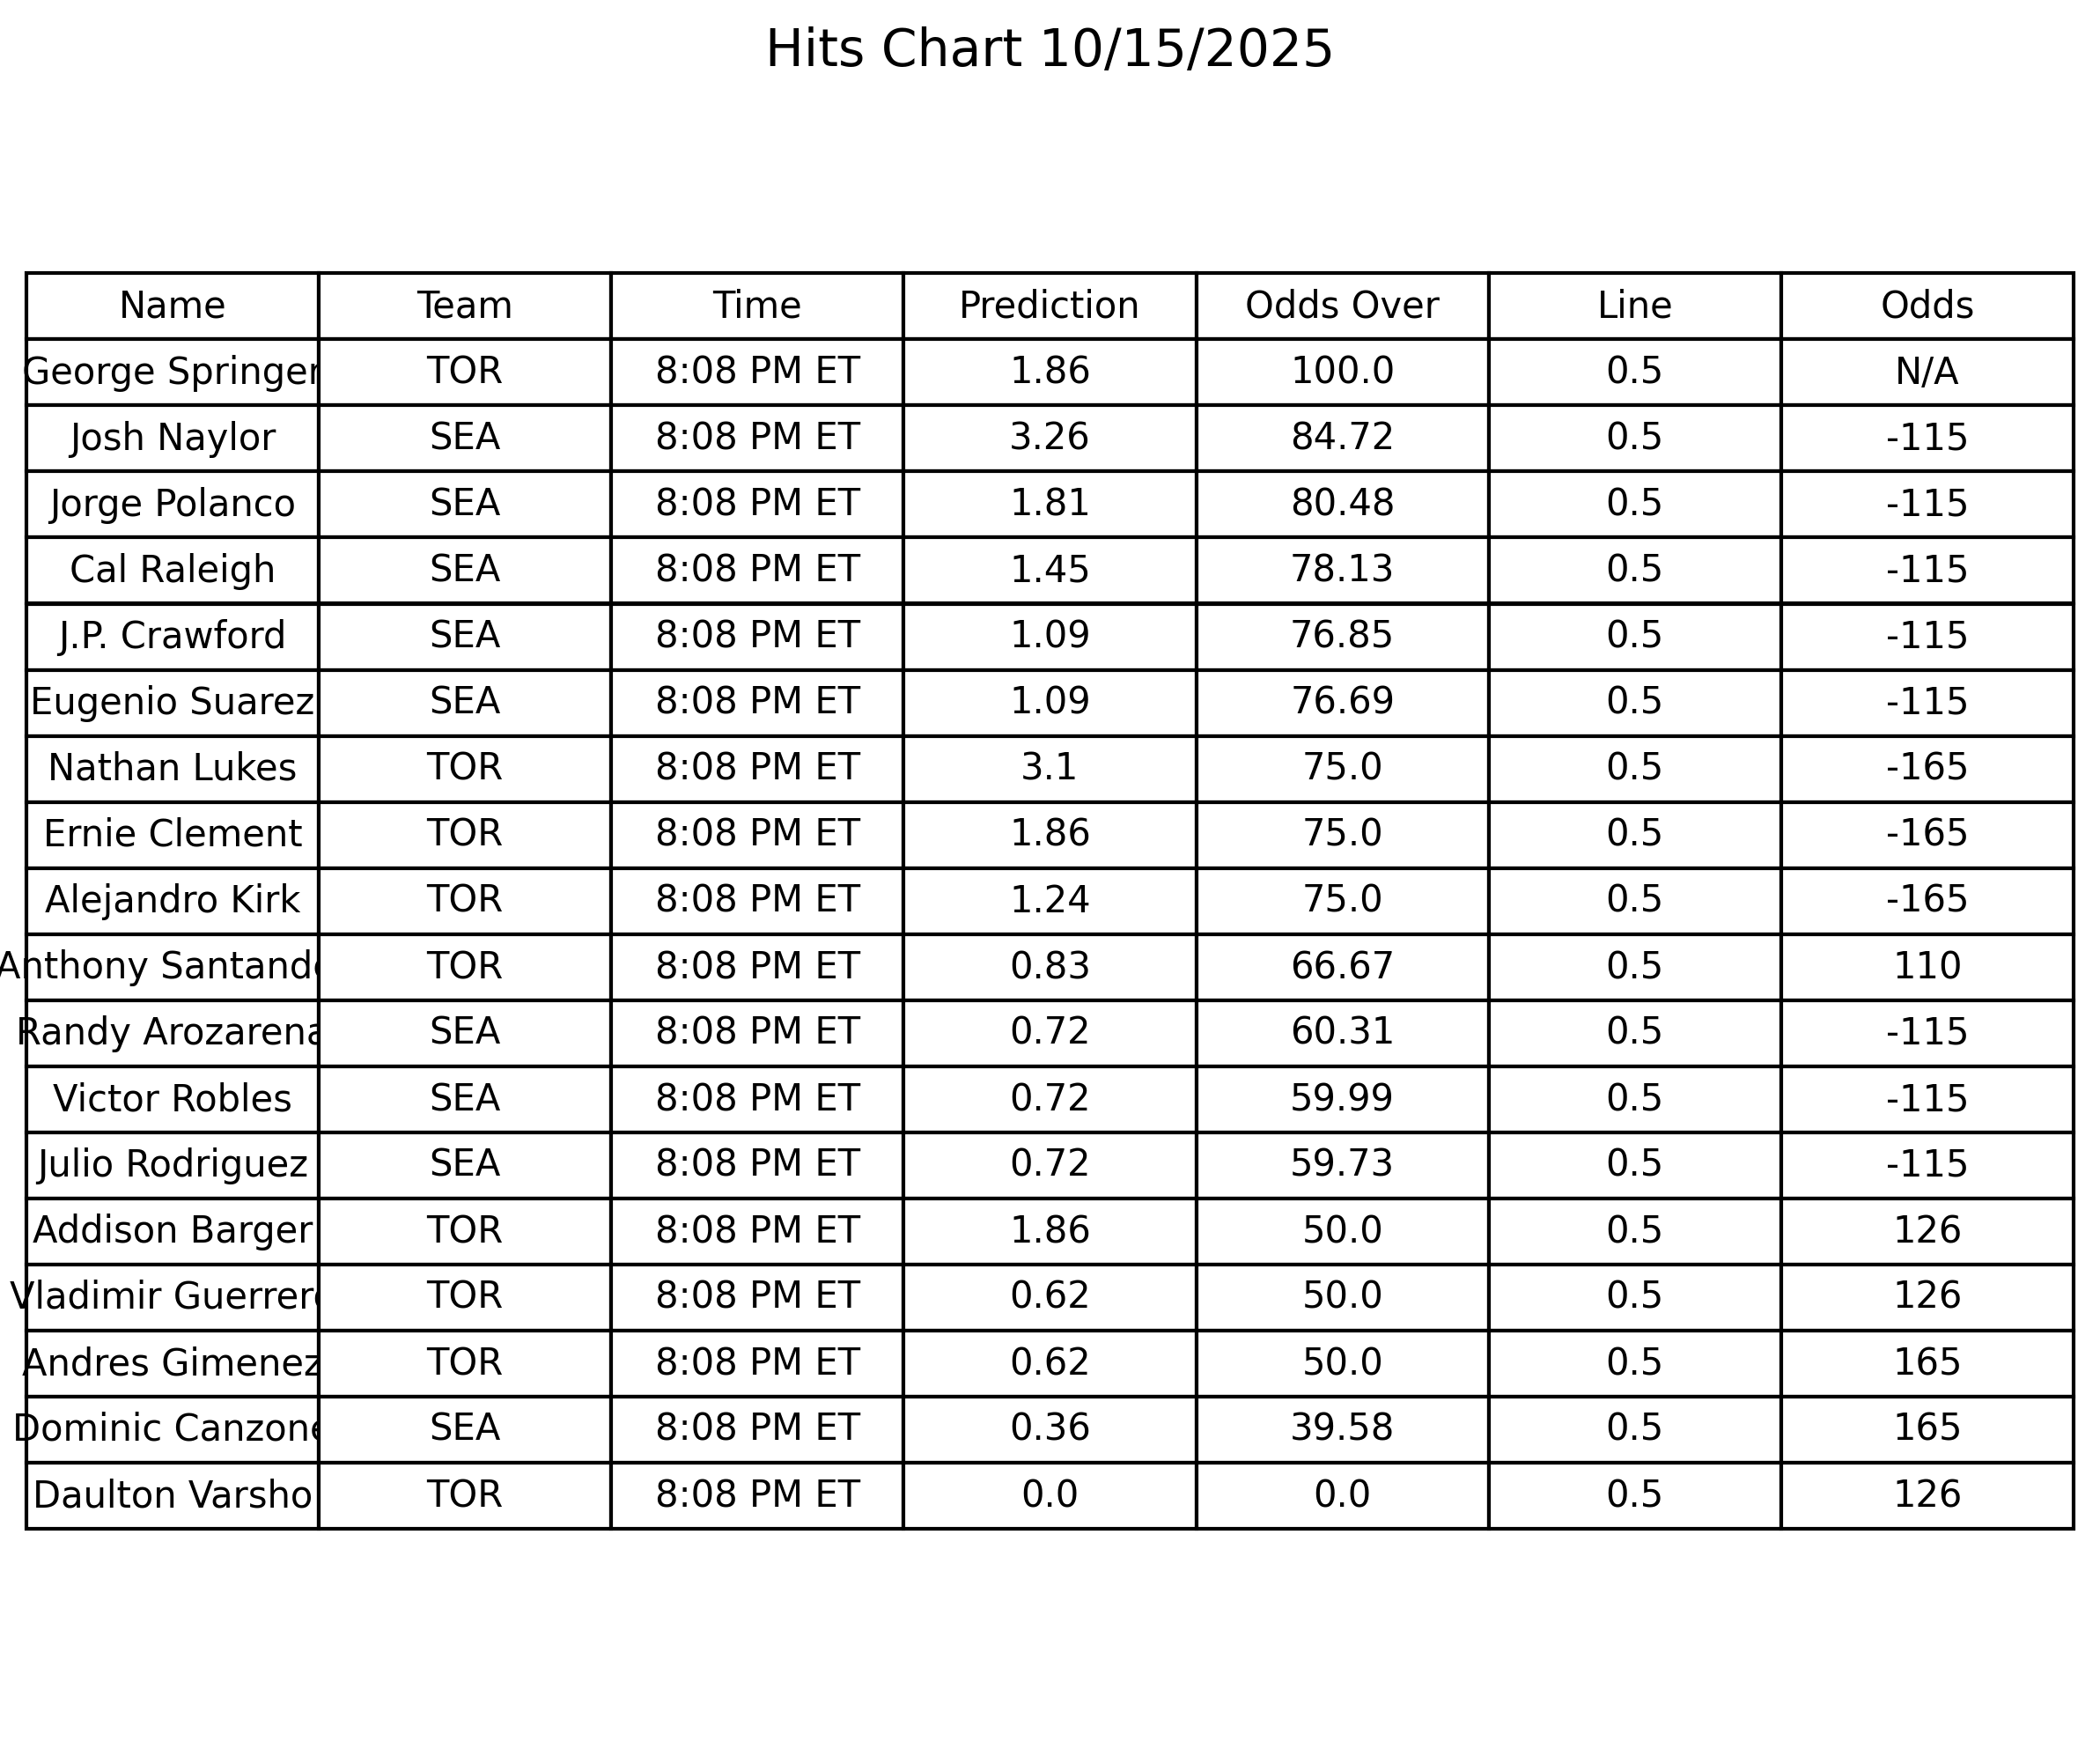 Hits Chart 10/15/2025
Name Team Time Prediction Odds Over Line Odds
George Springer TOR 8:08 PM ET 1.86 100.0 0.5 N/A
Josh Naylor SEA 8:08 PM ET 3.26 84.72 0.5 -115
Jorge Polanco SEA 8:08 PM ET 1.81 80.48 0.5 -115
Cal Raleigh SEA 8:08 PM ET 1.45 78.13 0.5 -115
J.P. Crawford SEA 8:08 PM ET 1.09 76.85 0.5 -115
Eugenio Suarez SEA 8:08 PM ET 1.09 76.69 0.5 -115
Nathan Lukes TOR 8:08 PM ET 3.1 75.0 0.5 -165
Ernie Clement TOR 8:08 PM ET 1.86 75.0 0.5 -165
Alejandro Kirk TOR 8:08 PM ET 1.24 75.0 0.5 -165
Anthony Santande TOR 8:08 PM ET 0.83 66.67 0.5 110
Randy Arozarena SEA 8:08 PM ET 0.72 60.31 0.5 -115
Victor Robles SEA 8:08 PM ET 0.72 59.99 0.5 -115
Julio Rodriguez SEA 8:08 PM ET 0.72 59.73 0.5 -115
Addison Barger TOR 8:08 PM ET 1.86 50.0 0.5 126
Vladimir Guerrero TOR 8:08 PM ET 0.62 50.0 0.5 126
Andres Gimenez TOR 8:08 PM ET 0.62 50.0 0.5 165
Dominic Canzone SEA 8:08 PM ET 0.36 39.58 0.5 165
Daulton Varsho TOR 8:08 PM ET 0.0 0.0 0.5 126